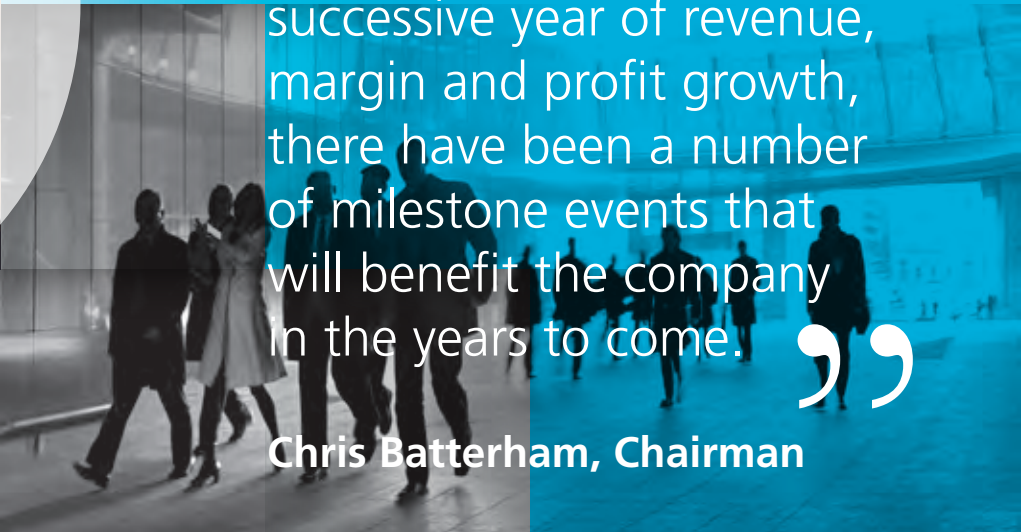 successive year of revenue,
margin and profit growth,
there have been a number
of milestone events that
will benefit the company
in the years to come. ”
Chris Batterham, Chairman